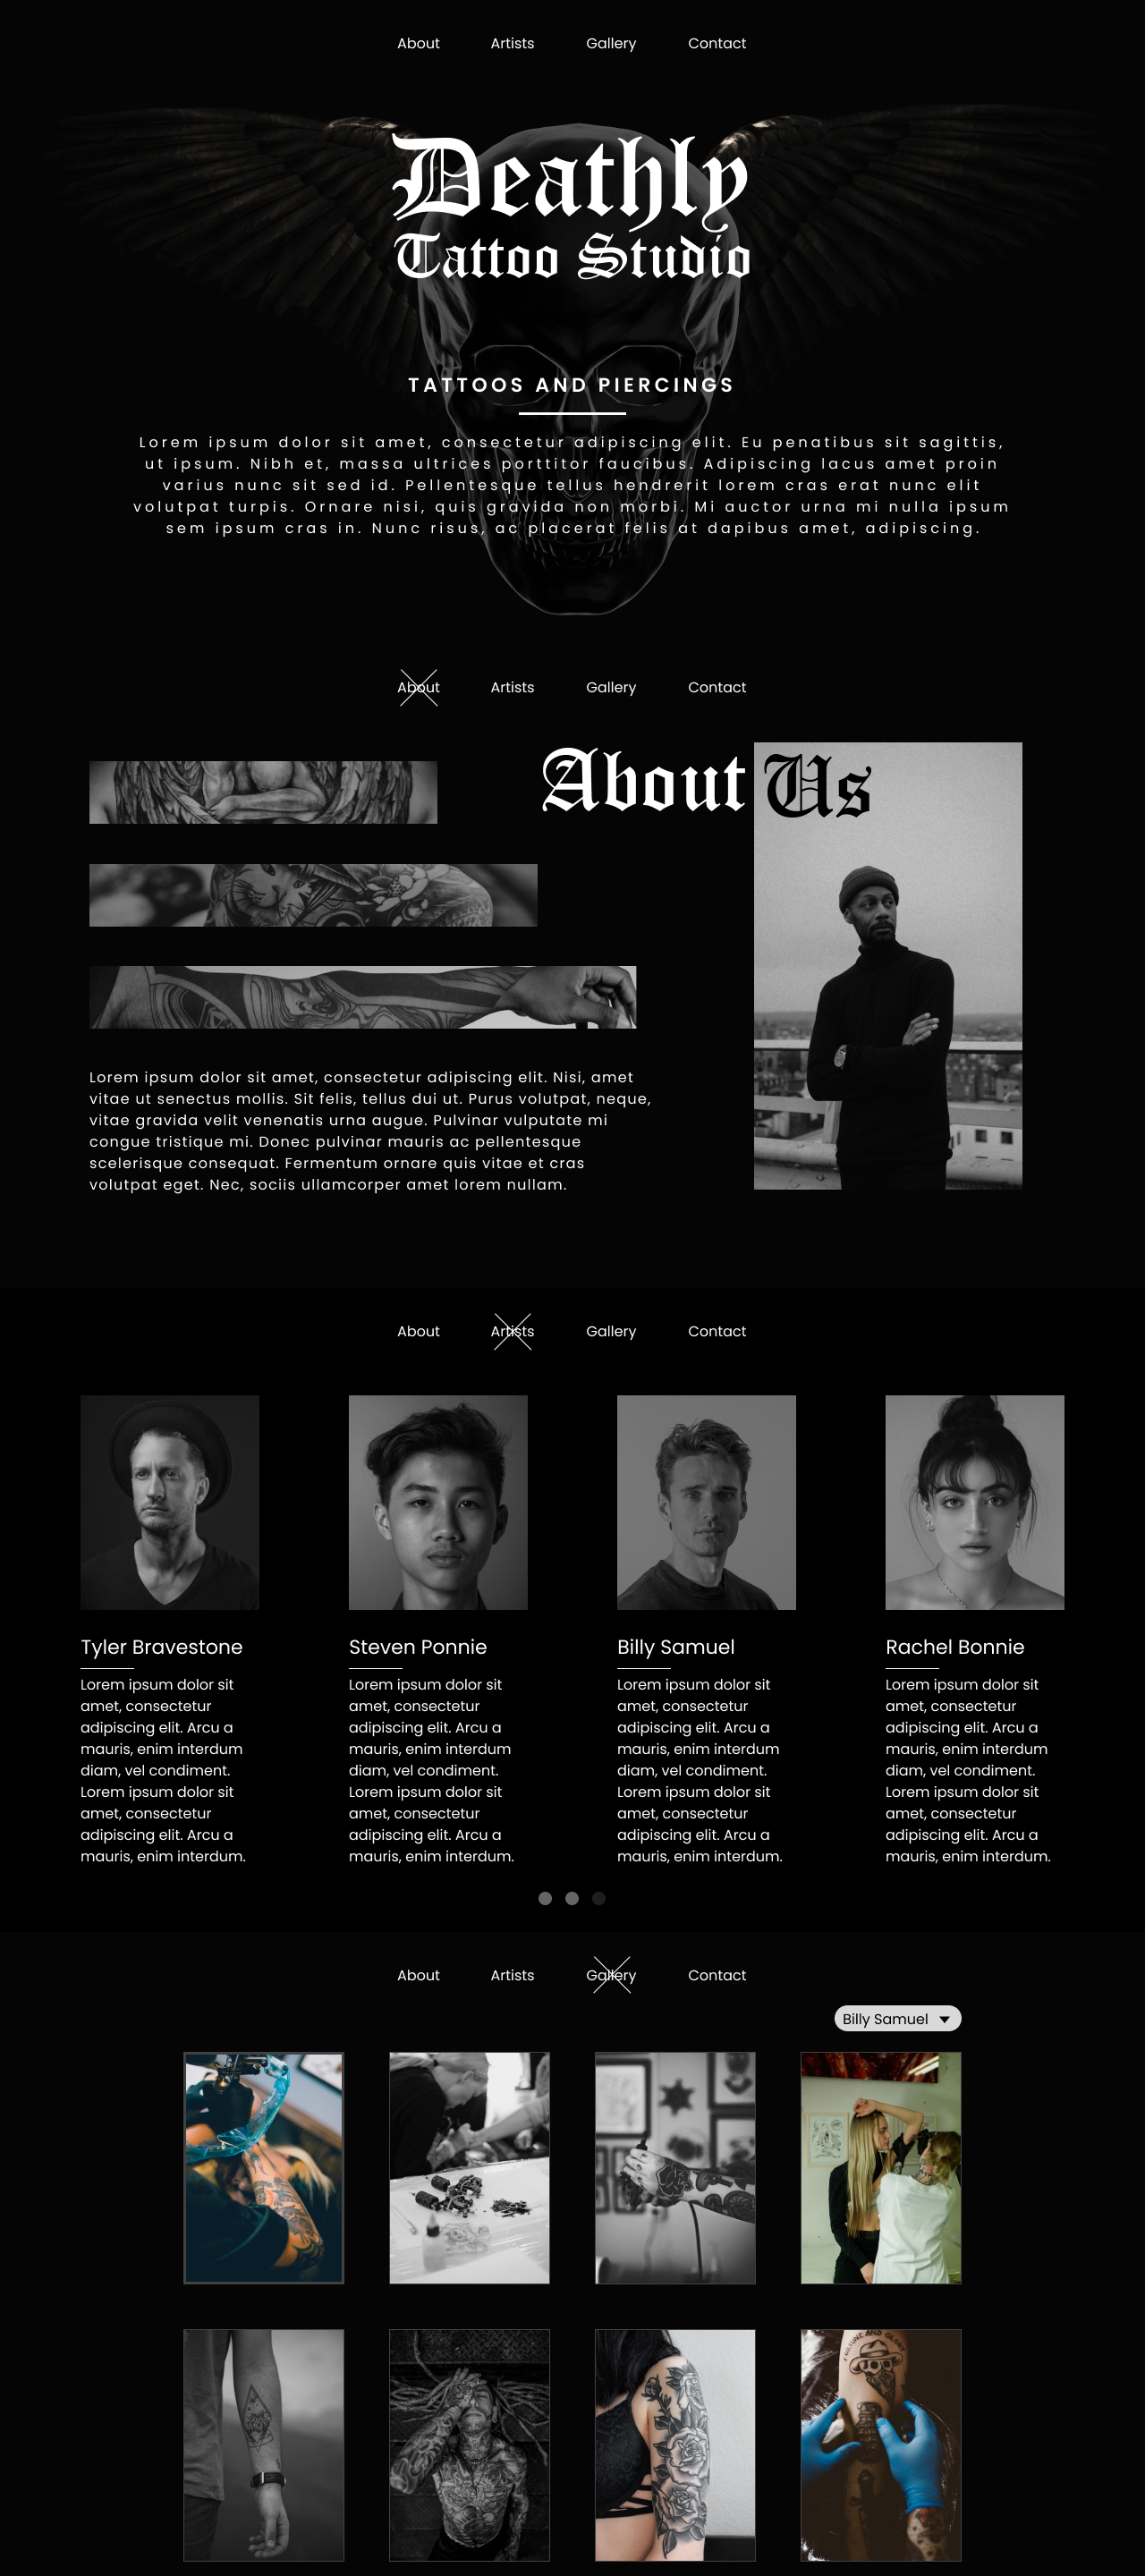 About Artists Gallery Contact
Deathly
Tattoo Studio
TATTOOS AND PIERCINGS
Lorem ipsum dolor sit amet, consectetur adipiscing elit. Eu penatibus sit sagittis,
ut ipsum. Nibh et, massa ultrices porttitor faucibus. Adipiscing lacus amet proin
varius nunc sit sed id. Pellentesque tellus hendrerit lorem cras erat nunc elit
volutpat turpis. Ornare nisi, quis gravida non morbi. Mi auctor urna mi nulla ipsum
sem ipsum cras in. Nunc risus, ac placerat felis at dapibus amet, adipiscing.
About Artists Gallery Contact
About Us
Lorem ipsum dolor sit amet, consectetur adipiscing elit. Nisi, amet
vitae ut senectus mollis. Sit felis, tellus dui ut. Purus volutpat, neque,
vitae gravida velit venenatis urna augue. Pulvinar vulputate mi
congue tristique mi. Donec pulvinar mauris ac pellentesque
scelerisque consequat. Fermentum ornare quis vitae et cras
volutpat eget. Nec, sociis ullamcorper amet lorem nullam.
About Artists Gallery Contact
Tyler Bravestone
Lorem ipsum dolor sit
amet, consectetur
adipiscing elit. Arcu a
mauris, enim interdum
diam, vel condiment.
Lorem ipsum dolor sit
amet, consectetur
adipiscing elit. Arcu a
mauris, enim interdum.
Steven Ponnie
Lorem ipsum dolor sit
amet, consectetur
adipiscing elit. Arcu a
mauris, enim interdum
diam, vel condiment.
Lorem ipsum dolor sit
amet, consectetur
adipiscing elit. Arcu a
mauris, enim interdum.
Billy Samuel
Lorem ipsum dolor sit
amet, consectetur
adipiscing elit. Arcu a
mauris, enim interdum
diam, vel condiment.
Lorem ipsum dolor sit
amet, consectetur
adipiscing elit. Arcu a
mauris, enim interdum.
Rachel Bonnie
Lorem ipsum dolor sit
amet, consectetur
adipiscing elit. Arcu a
mauris, enim interdum
diam, vel condiment.
Lorem ipsum dolor sit
amet, consectetur
adipiscing elit. Arcu a
mauris, enim interdum.
About Artists Gallery Contact
Billy Samuel
AND